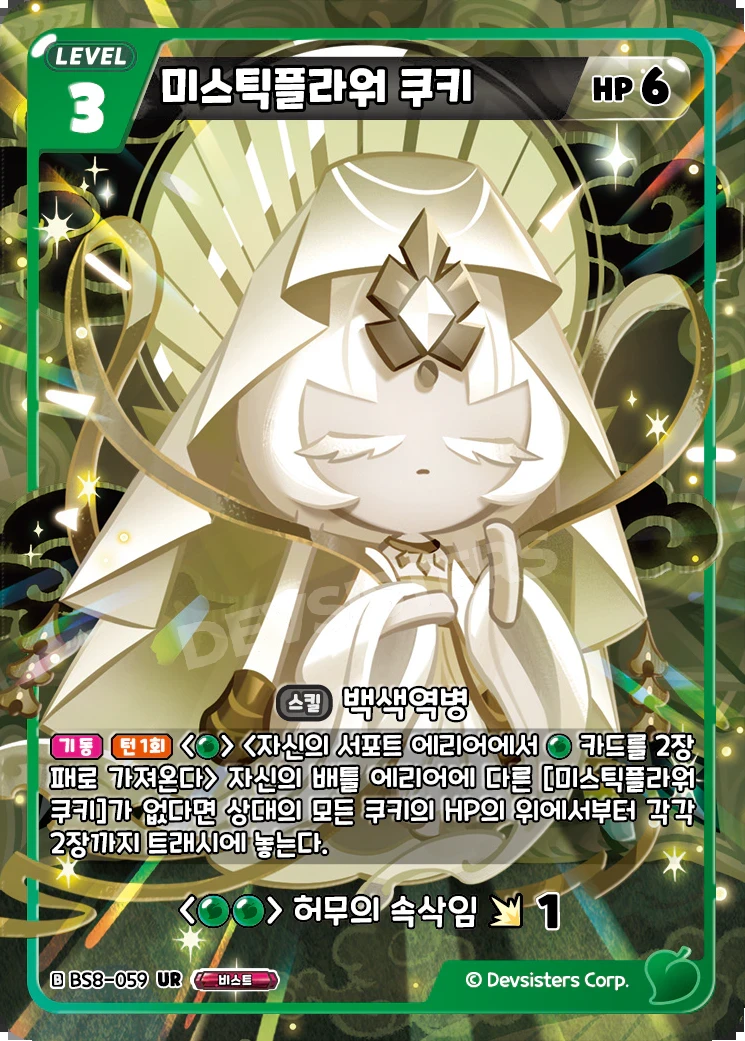 LEVEL
3
미스틱플라워 쿠키
HP 6
DEVSISTERS
스킬 백색역병
기동 턴1회 < > <자신의 서포트 에리어에서 카드를 2장
패로 가져온다> 자신의 배틀 에리어에 다른 [미스틱플라워
쿠키]가 없다면 상대의 모든 쿠키의 HP의 위에서부터 각각
2장까지 트래시에 놓는다.
< > 허무의 속삭임 1
B BS8-059 UR 비스트
© Devsisters Corp.